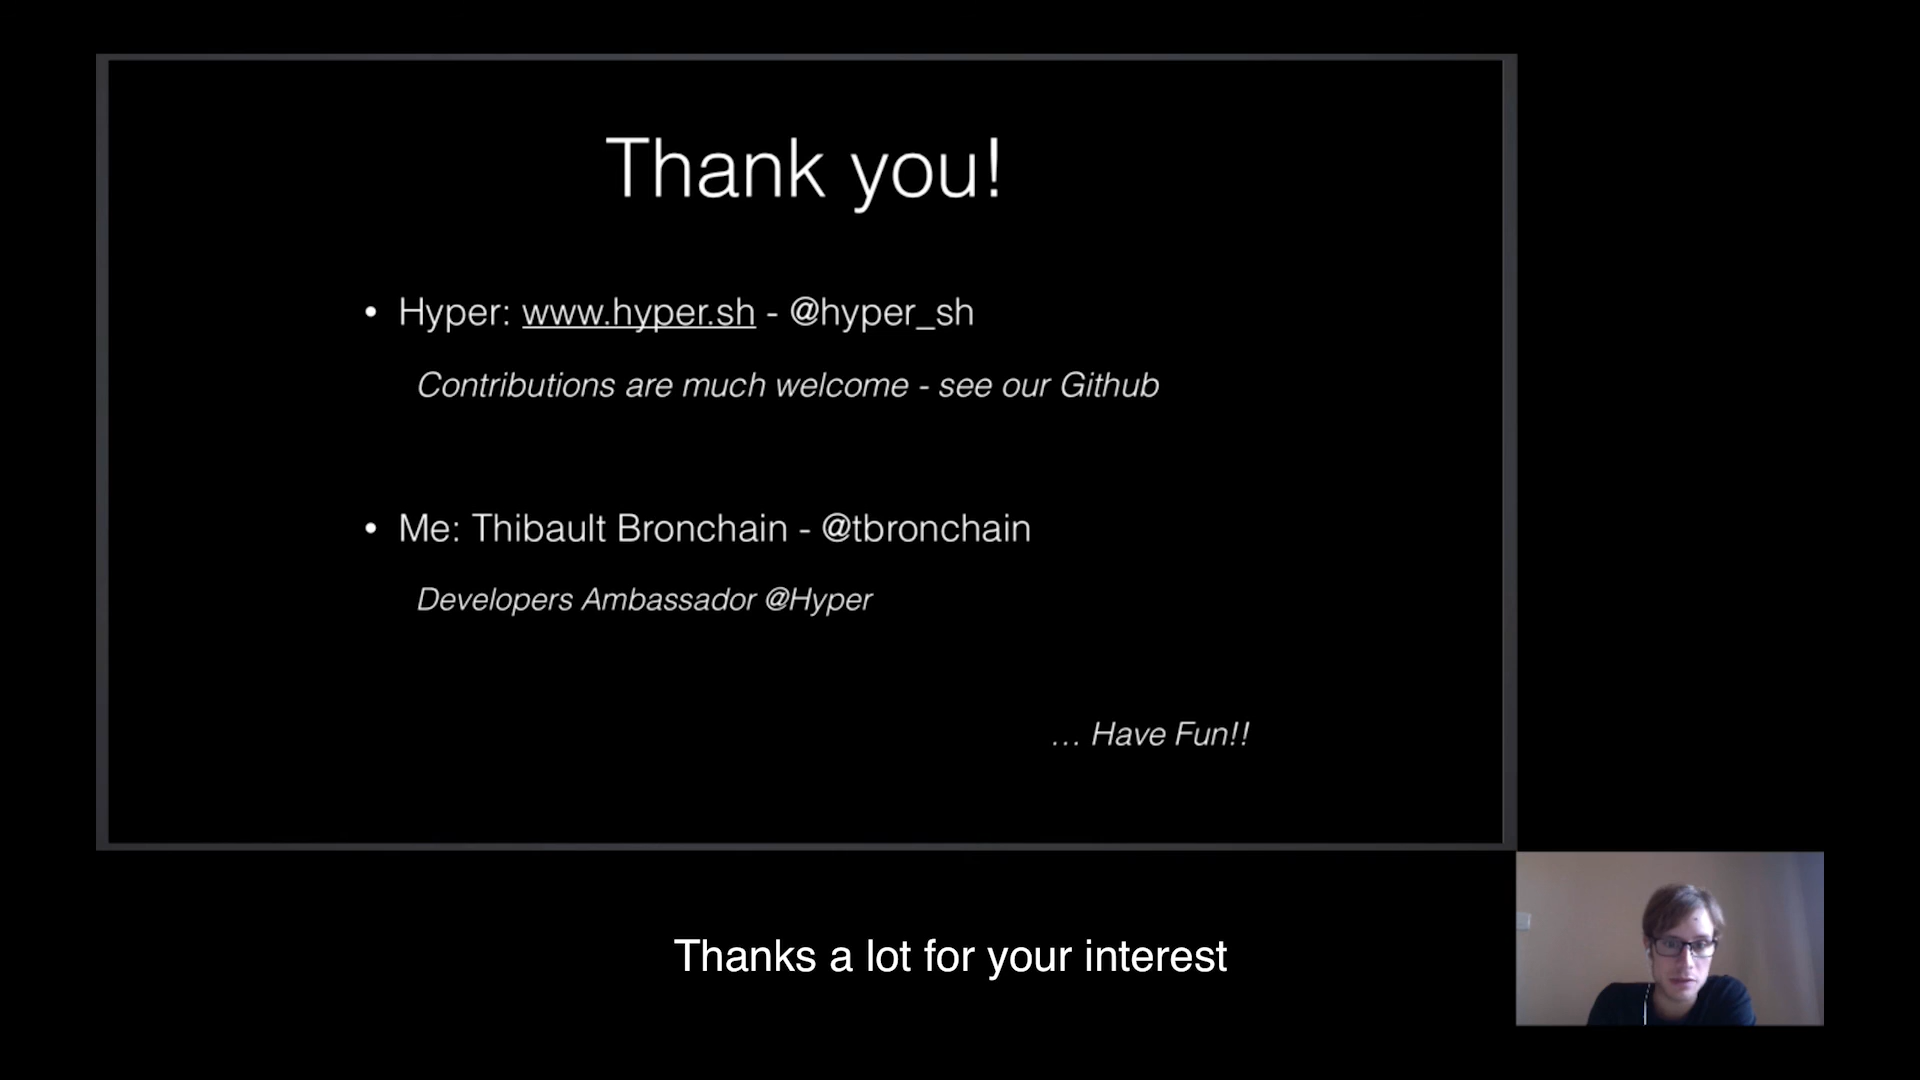 Thank you!
• Hyper: www.hyper.sh - @hyper_sh
Contributions are much welcome - see our Github
• Me: Thibault Bronchain - @tbronchain
Developers Ambassador @Hyper
... Have Fun!!
Thanks a lot for your interest